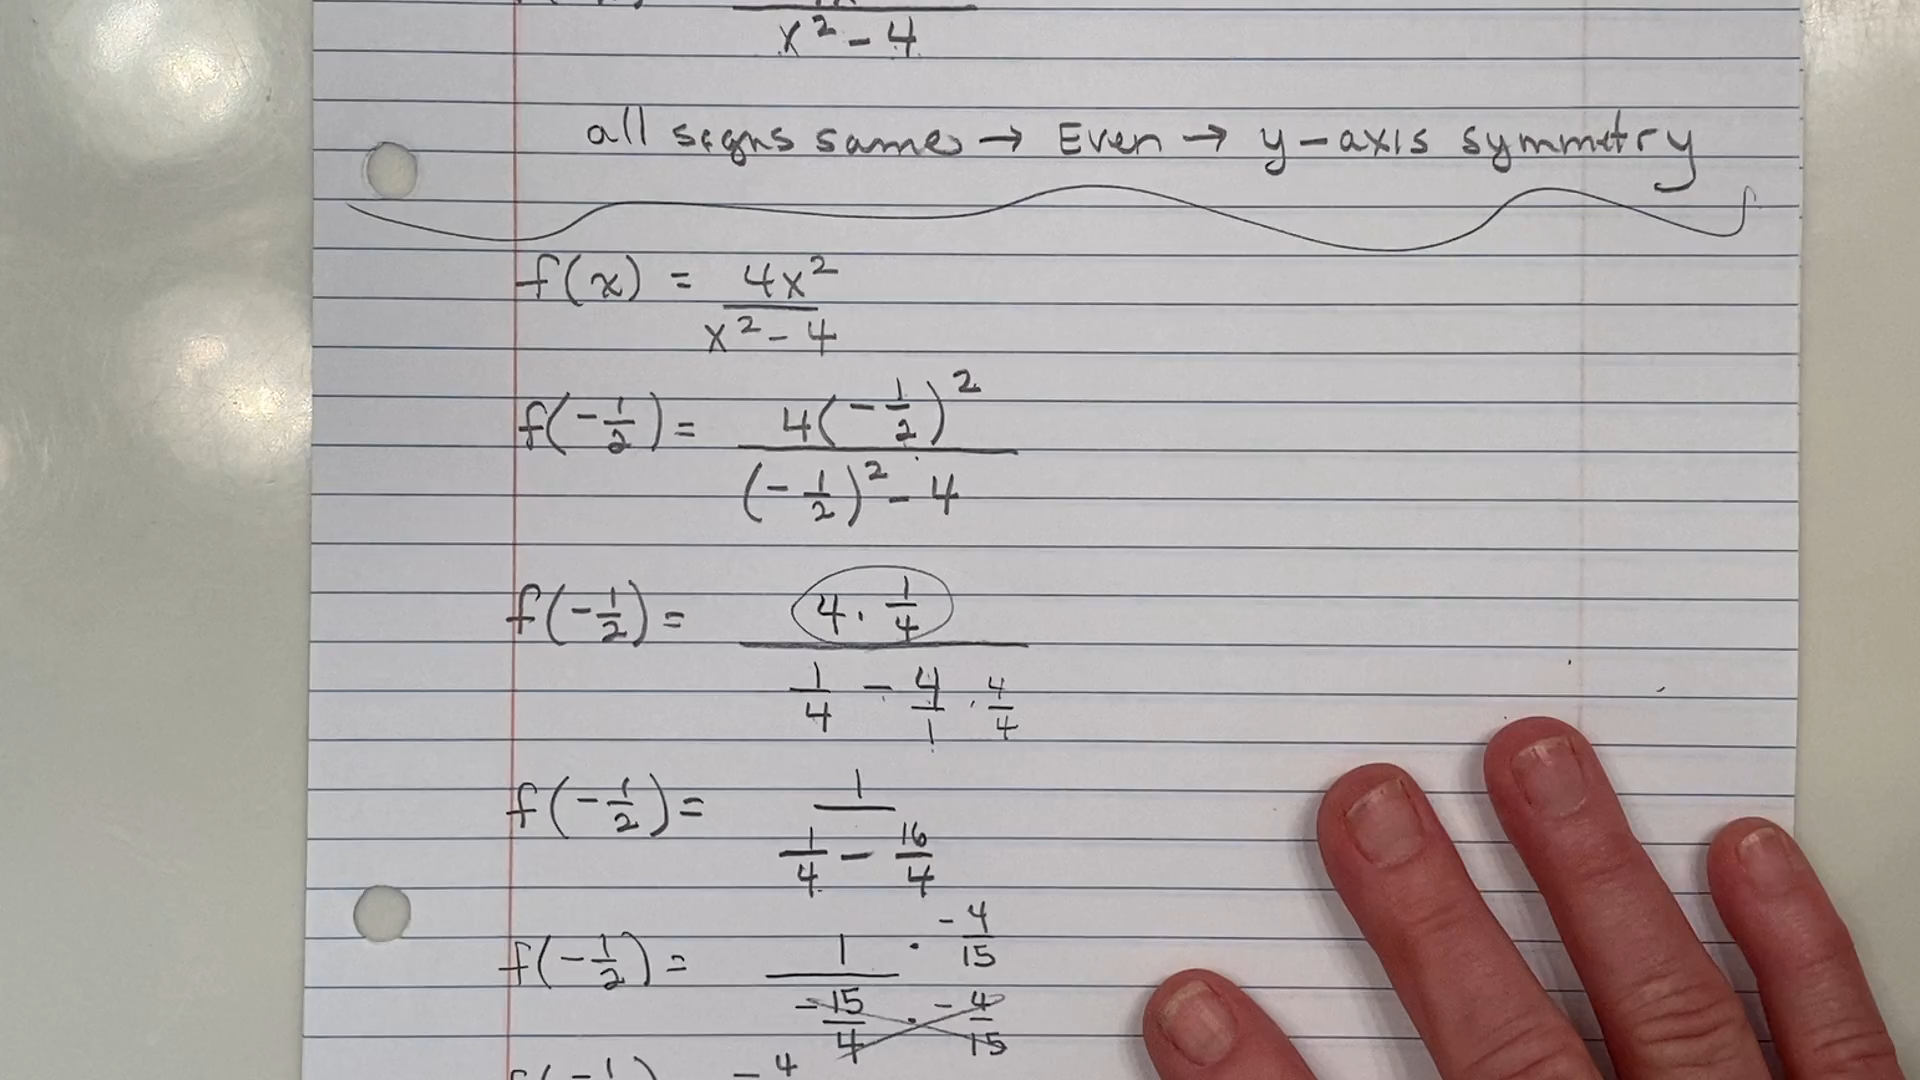 x² - 4
all signs same → Even → y-axis symmetry
f(x) = 4x² / x² - 4
f(-1/2) = 4(-1/2)² / (-1/2)² - 4
f(-1/2) = 4 · 1/4 / 1/4 - 4/1 · 4/4
f(-1/2) = 1 / 1/4 - 16/4
f(-1/2) = 1 · -4/15 / -15/4 · -4/15
-4